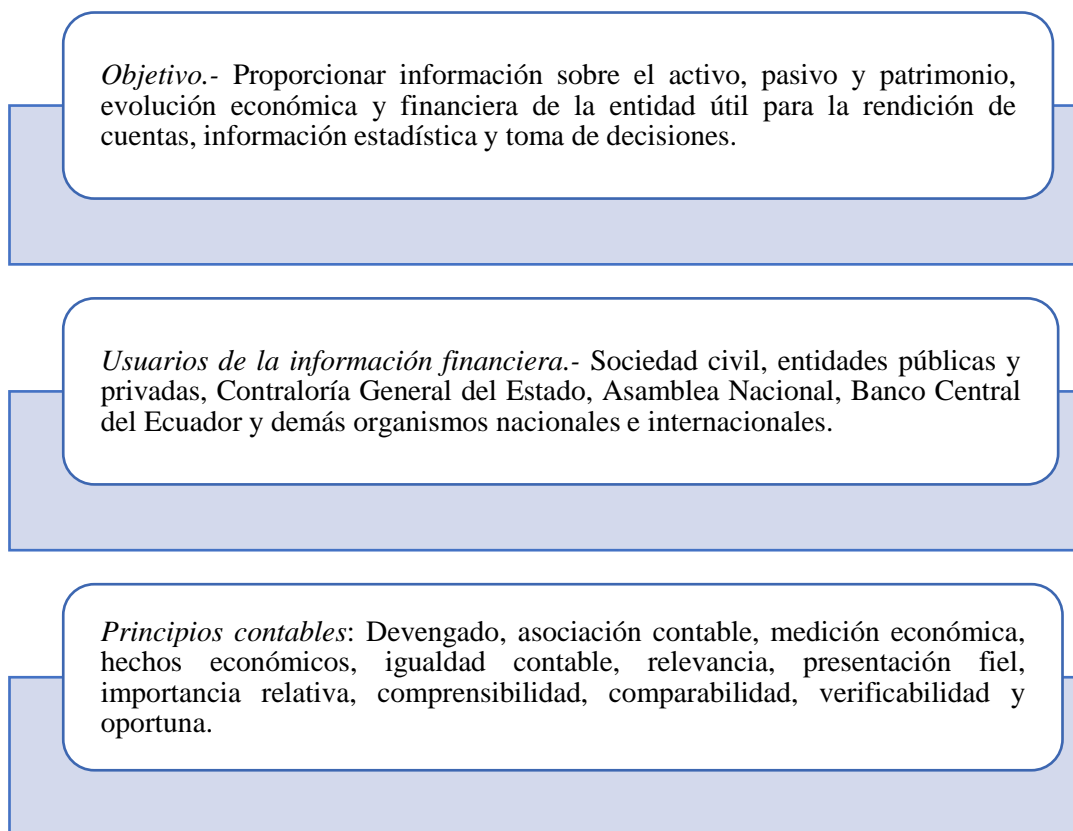 Objetivo.- Proporcionar información sobre el activo, pasivo y patrimonio,
evolución económica y financiera de la entidad útil para la rendición de
cuentas, información estadística y toma de decisiones.
Usuarios de la información financiera.- Sociedad civil, entidades públicas y
privadas, Contraloría General del Estado, Asamblea Nacional, Banco Central
del Ecuador y demás organismos nacionales e internacionales.
Principios contables: Devengado, asociación contable, medición económica,
hechos económicos, igualdad contable, relevancia, presentación fiel,
importancia relativa, comprensibilidad, comparabilidad, verificabilidad y
oportuna.